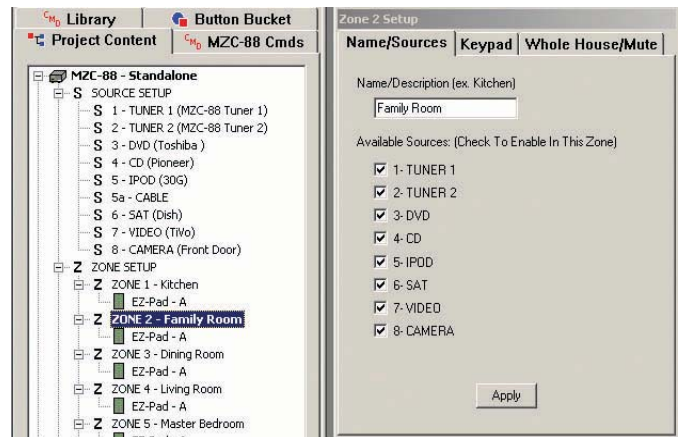 CMD Library
Button Bucket
Project Content
CMD MZC-88 Cmds
MZC-88 - Standalone
S SOURCE SETUP
S 1 - TUNER 1 (MZC-88 Tuner 1)
S 2 - TUNER 2 (MZC-88 Tuner 2)
S 3 - DVD (Toshiba )
S 4 - CD (Pioneer)
S 5 - IPOD (30G)
S 5a - CABLE
S 6 - SAT (Dish)
S 7 - VIDEO (TiVo)
S 8 - CAMERA (Front Door)
Z ZONE SETUP
Z ZONE 1 - Kitchen
EZ-Pad - A
Z ZONE 2 - Family Room
EZ-Pad - A
Z ZONE 3 - Dining Room
EZ-Pad - A
Z ZONE 4 - Living Room
EZ-Pad - A
Z ZONE 5 - Master Bedroom
Zone 2 Setup
Name/Sources
Keypad
Whole House/Mute
Name/Description (ex. Kitchen)
Family Room
Available Sources: (Check To Enable In This Zone)
1- TUNER 1
2- TUNER 2
3- DVD
4- CD
5- IPOD
6- SAT
7- VIDEO
8- CAMERA
Apply